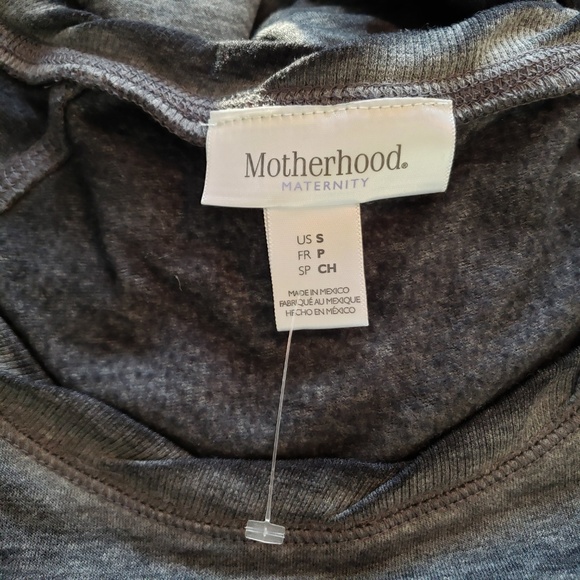 Motherhood®
MATERNITY
US S
FR P
SP CH
MADE IN MEXICO
FABRIQUÉ AU MEXIQUE
HECHO EN MÉXICO